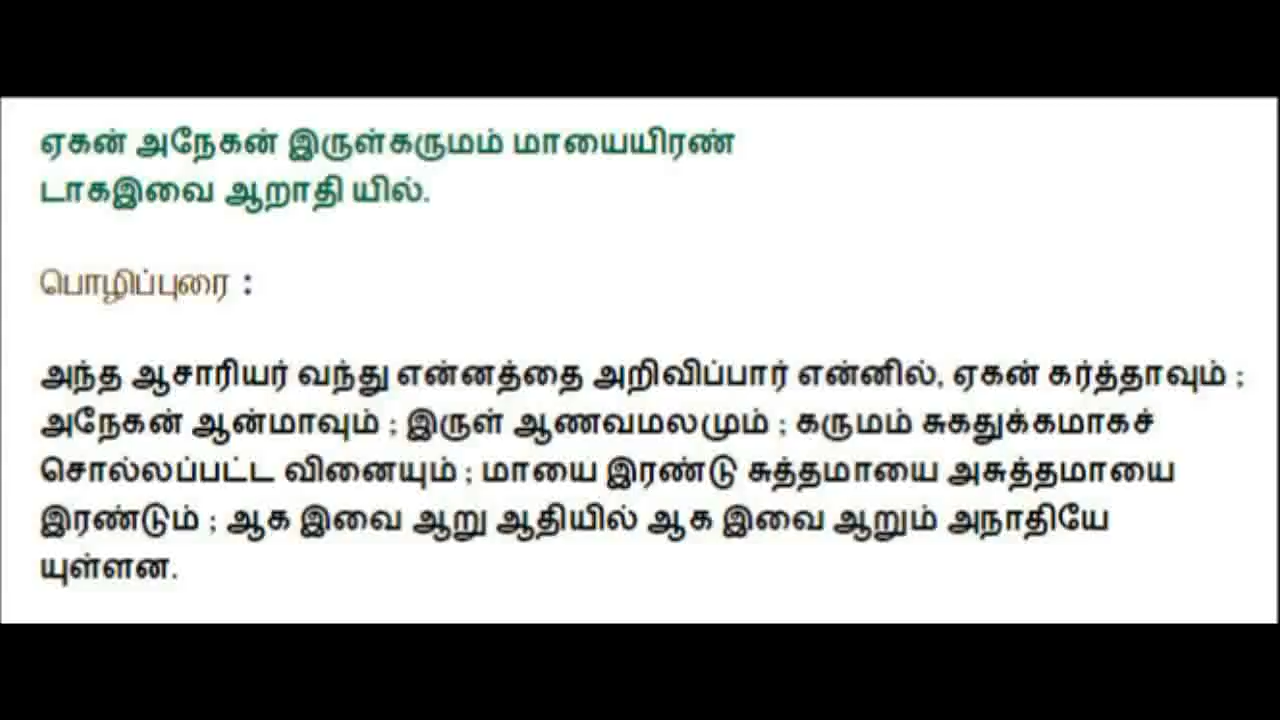 ஏகன் அநேகன் இருள்கருமம் மாயையிரண்
டாகஇவை ஆறாதி யில்.
பொழிப்புரை :
அந்த ஆசாரியர் வந்து என்னத்தை அறிவிப்பார் என்னில், ஏகன் கர்த்தாவும் ;
அநேகன் ஆன்மாவும் ; இருள் ஆணவமலமும் ; கருமம் சுகதுக்கமாகச்
சொல்லப்பட்ட வினையும் ; மாயை இரண்டு சுத்தமாயை அசுத்தமாயை
இரண்டும் ; ஆக இவை ஆறு ஆதியில் ஆக இவை ஆறும் அநாதியே
யுள்ளன.